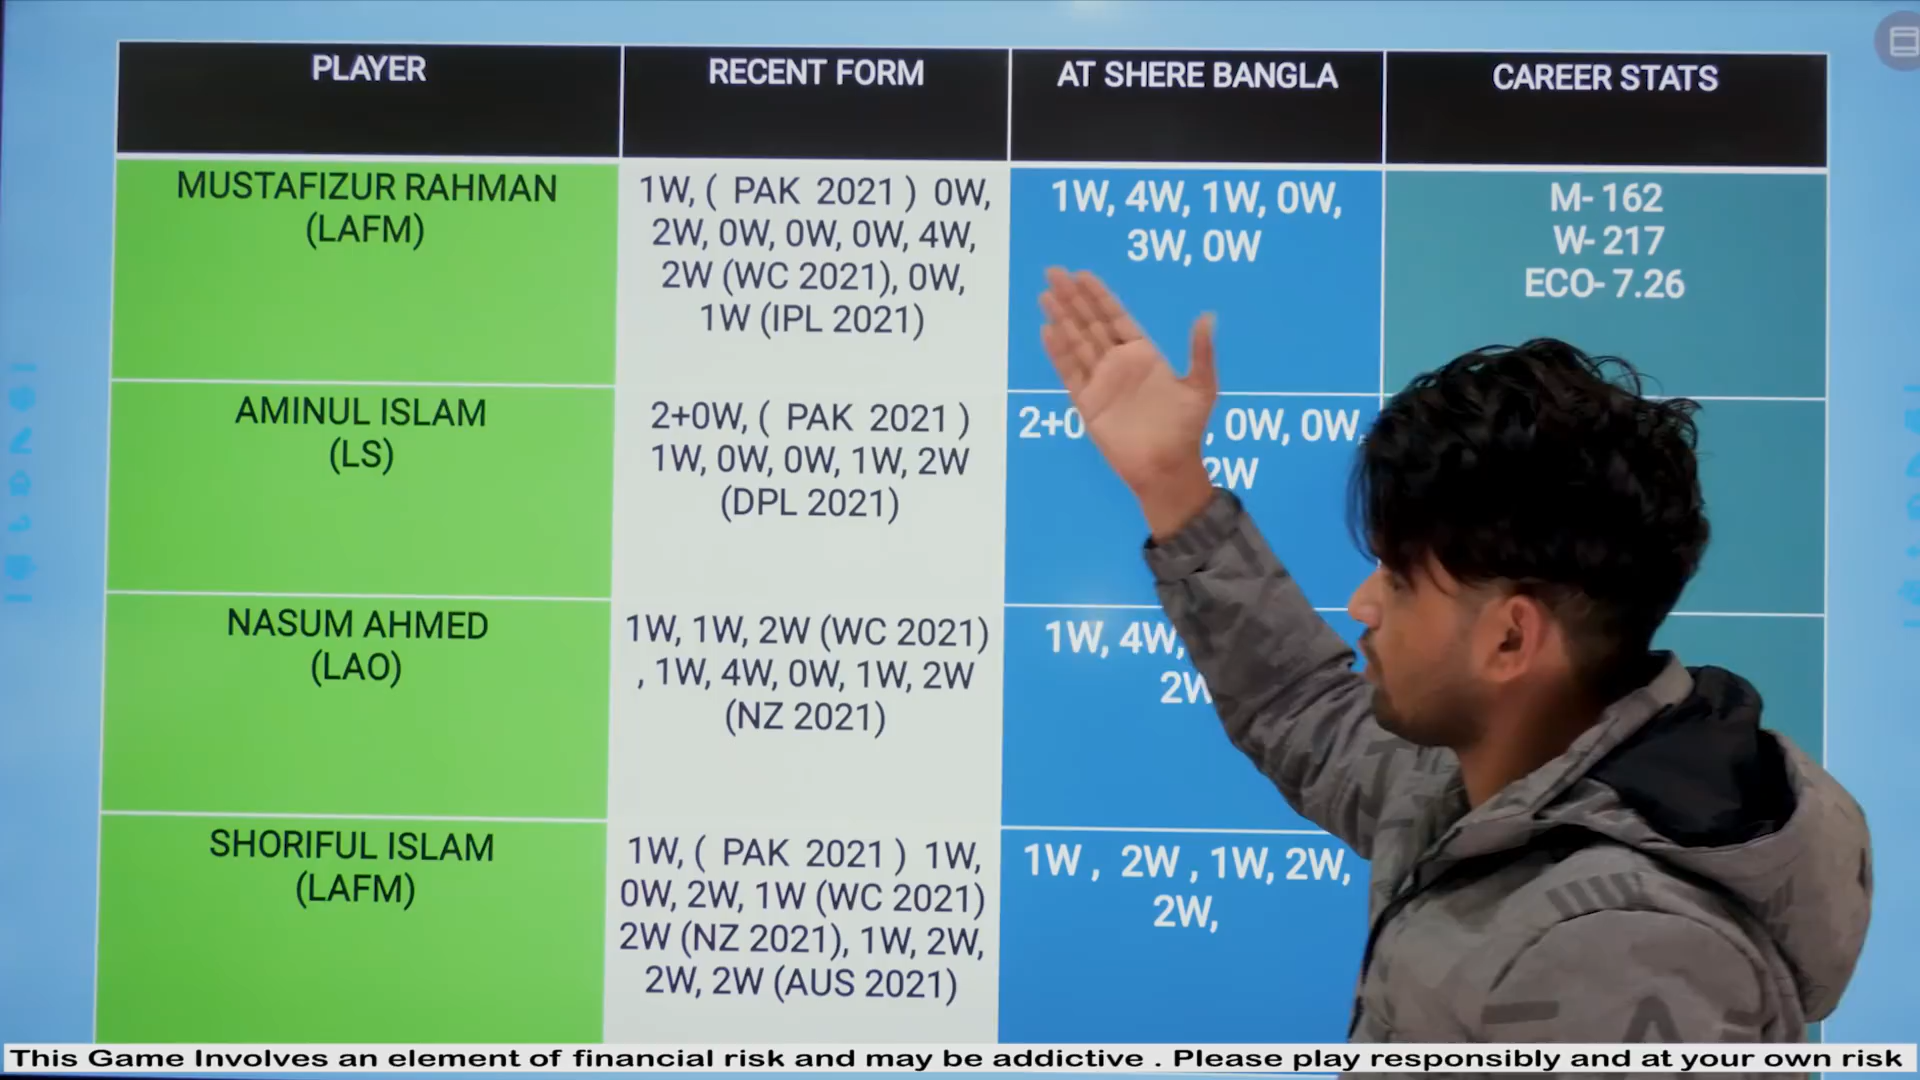 PLAYER
RECENT FORM
AT SHERE BANGLA
CAREER STATS
MUSTAFIZUR RAHMAN
(LAFM)
1W, ( PAK 2021 ) 0W,
2W, 0W, 0W, 0W, 4W,
2W (WC 2021), 0W,
1W (IPL 2021)
1W, 4W, 1W, 0W,
3W, 0W
M- 162
W- 217
ECO- 7.26
AMINUL ISLAM
(LS)
2+0W, ( PAK 2021 )
1W, 0W, 0W, 1W, 2W
(DPL 2021)
, 0W, 0W,
2W
NASUM AHMED
(LAO)
1W, 1W, 2W (WC 2021)
, 1W, 4W, 0W, 1W, 2W
(NZ 2021)
1W, 4W,
2W
SHORIFUL ISLAM
(LAFM)
1W, ( PAK 2021 ) 1W,
0W, 2W, 1W (WC 2021)
2W (NZ 2021), 1W, 2W,
2W, 2W (AUS 2021)
1W , 2W , 1W, 2W,
2W,
This Game Involves an element of financial risk and may be addictive . Please play responsibly and at your own risk